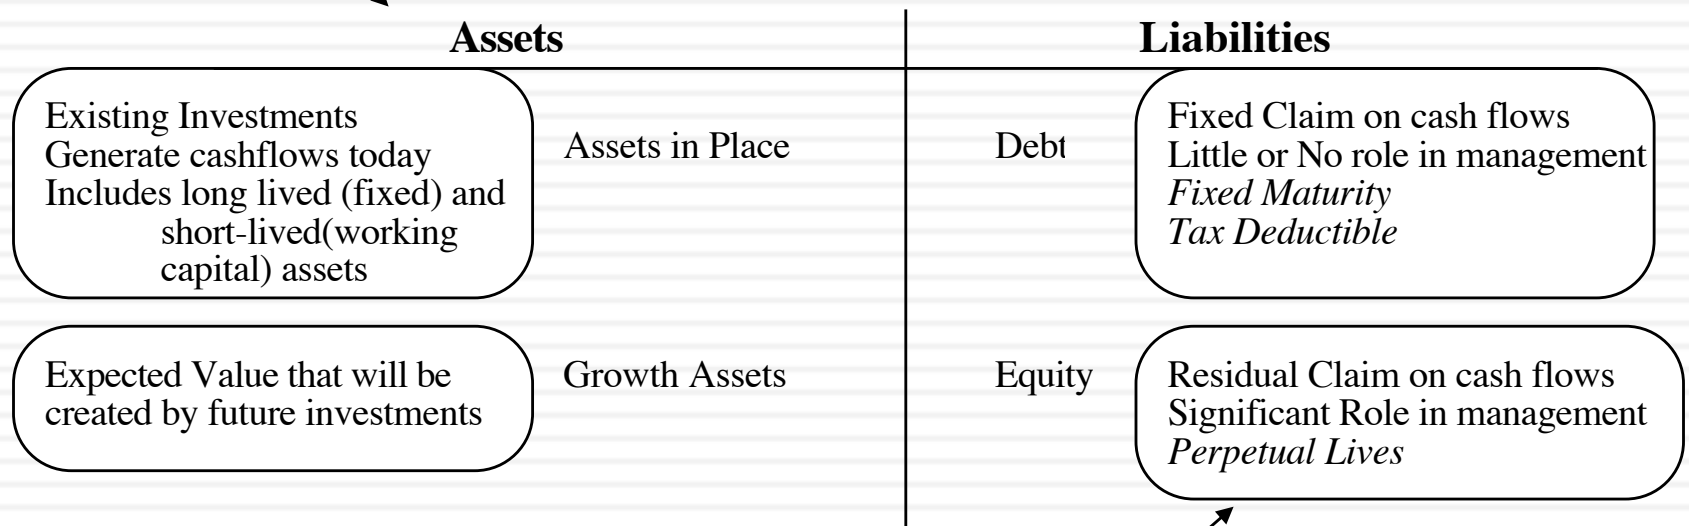 Assets
Liabilities
Existing Investments
Generate cashflows today
Includes long lived (fixed) and
short-lived(working
capital) assets
Assets in Place
Debt
Fixed Claim on cash flows
Little or No role in management
Fixed Maturity
Tax Deductible
Expected Value that will be
created by future investments
Growth Assets
Equity
Residual Claim on cash flows
Significant Role in management
Perpetual Lives